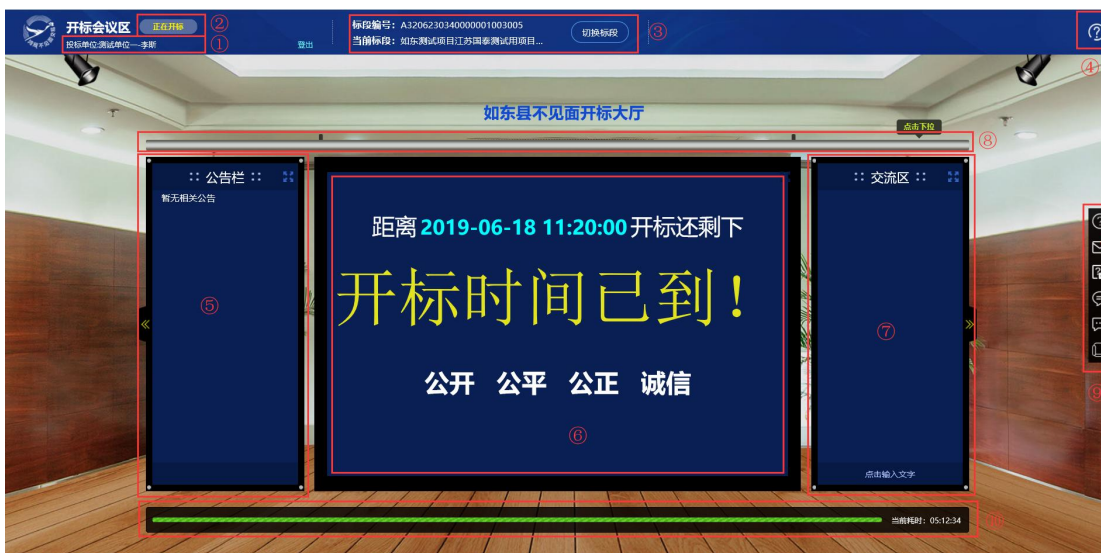 开标会议区 正在开标 ②
投标单位:测试单位一-李斯 ① 登出
标段编号：A3206230340000001003005
当前标段：如东测试项目江苏国泰测试用项目...
切换标段 ③
④
如东县不见面开标大厅
点击下拉
⑧
公告栏
暂无相关公告
⑤
距离 2019-06-18 11:20:00 开标还剩下
开标时间已到！
公开 公平 公正 诚信
⑥
交流区
⑦
点击输入文字
⑨
当前耗时：05:12:34